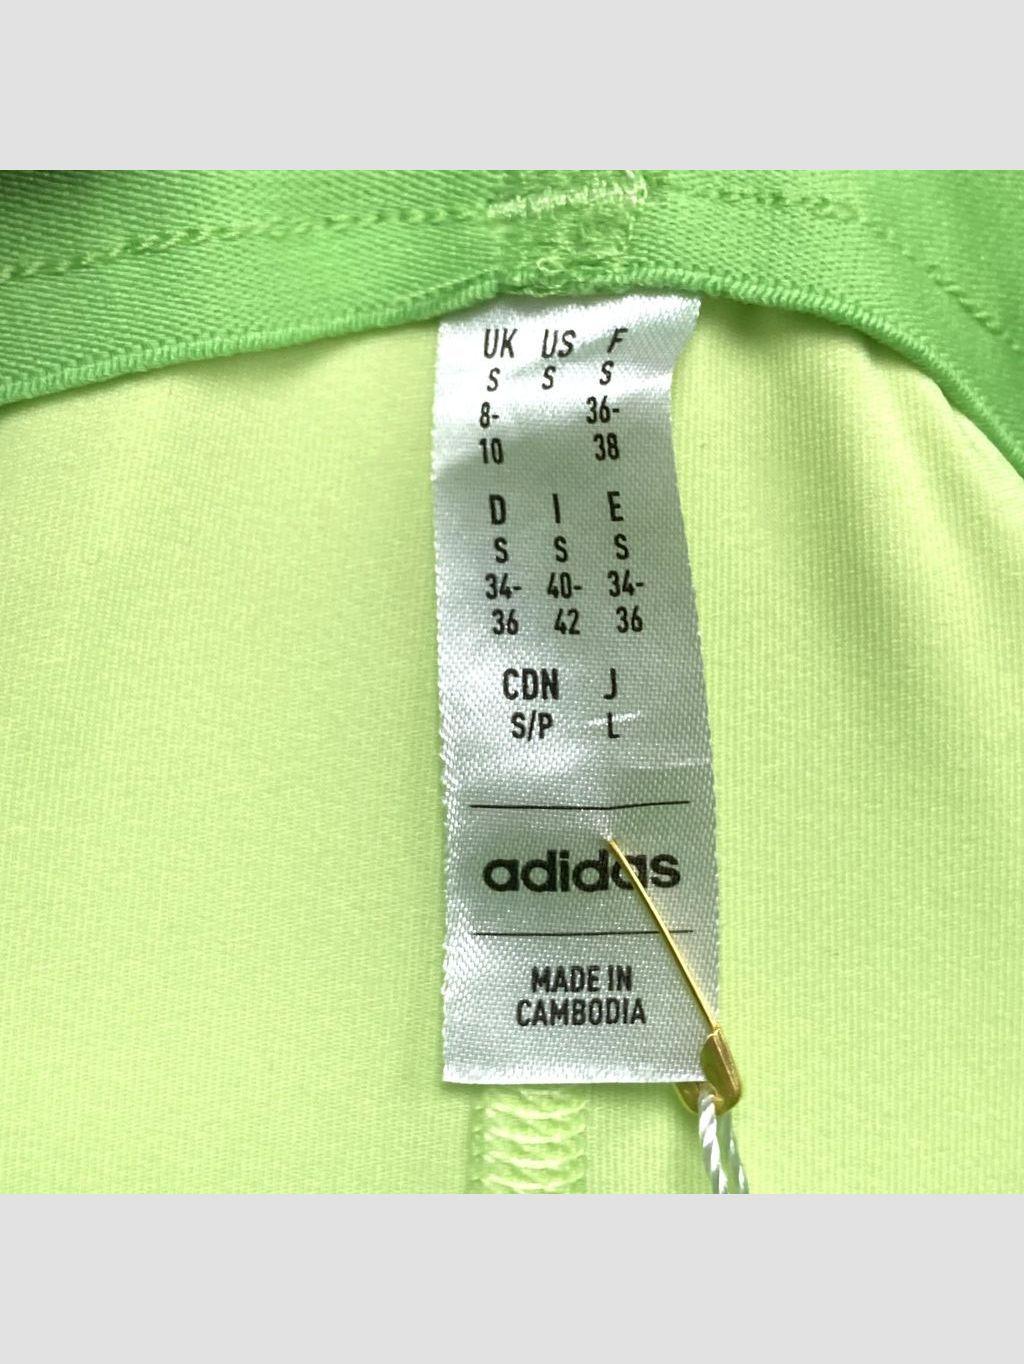 UK US F
S S S
8- 36-
10 38
D I E
S S S
34- 40- 34-
36 42 36
CDN J
S/P L
adidas
MADE IN
CAMBODIA